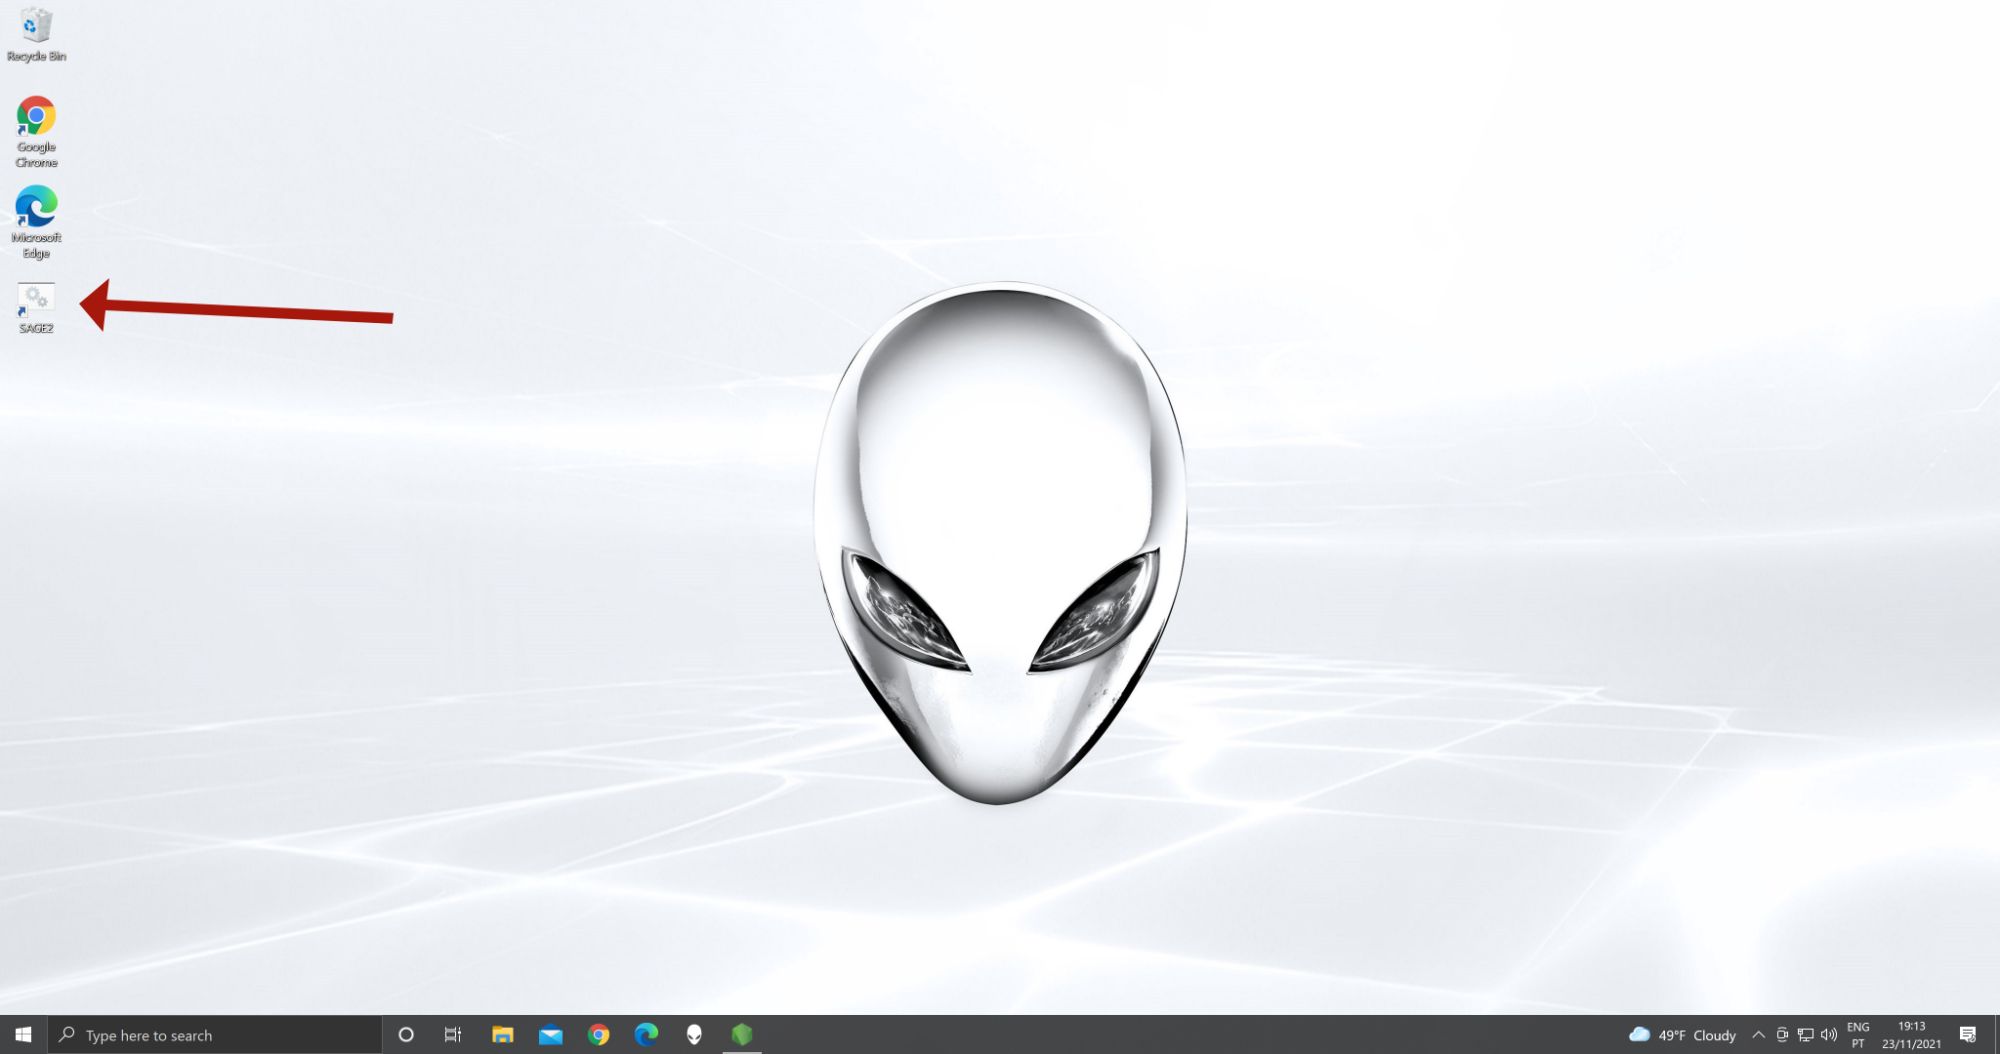 Recycle Bin
Google
Chrome
Microsoft
Edge
SAGE2
Type here to search
49°F Cloudy
ENG
PT
19:13
23/11/2021